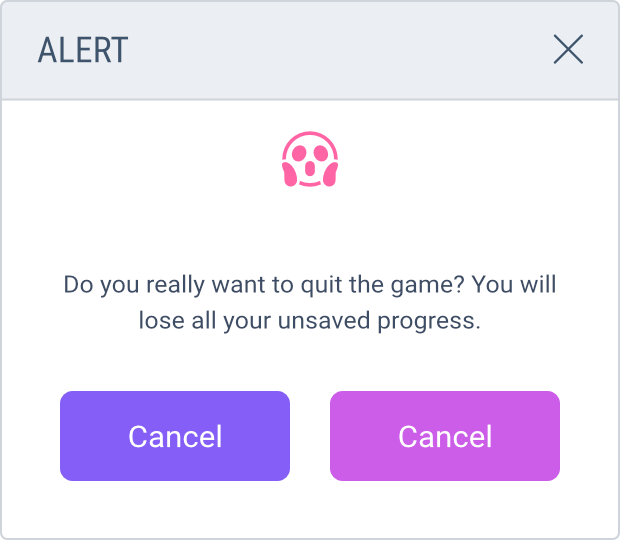 ALERT
Do you really want to quit the game? You will
lose all your unsaved progress.
Cancel
Cancel